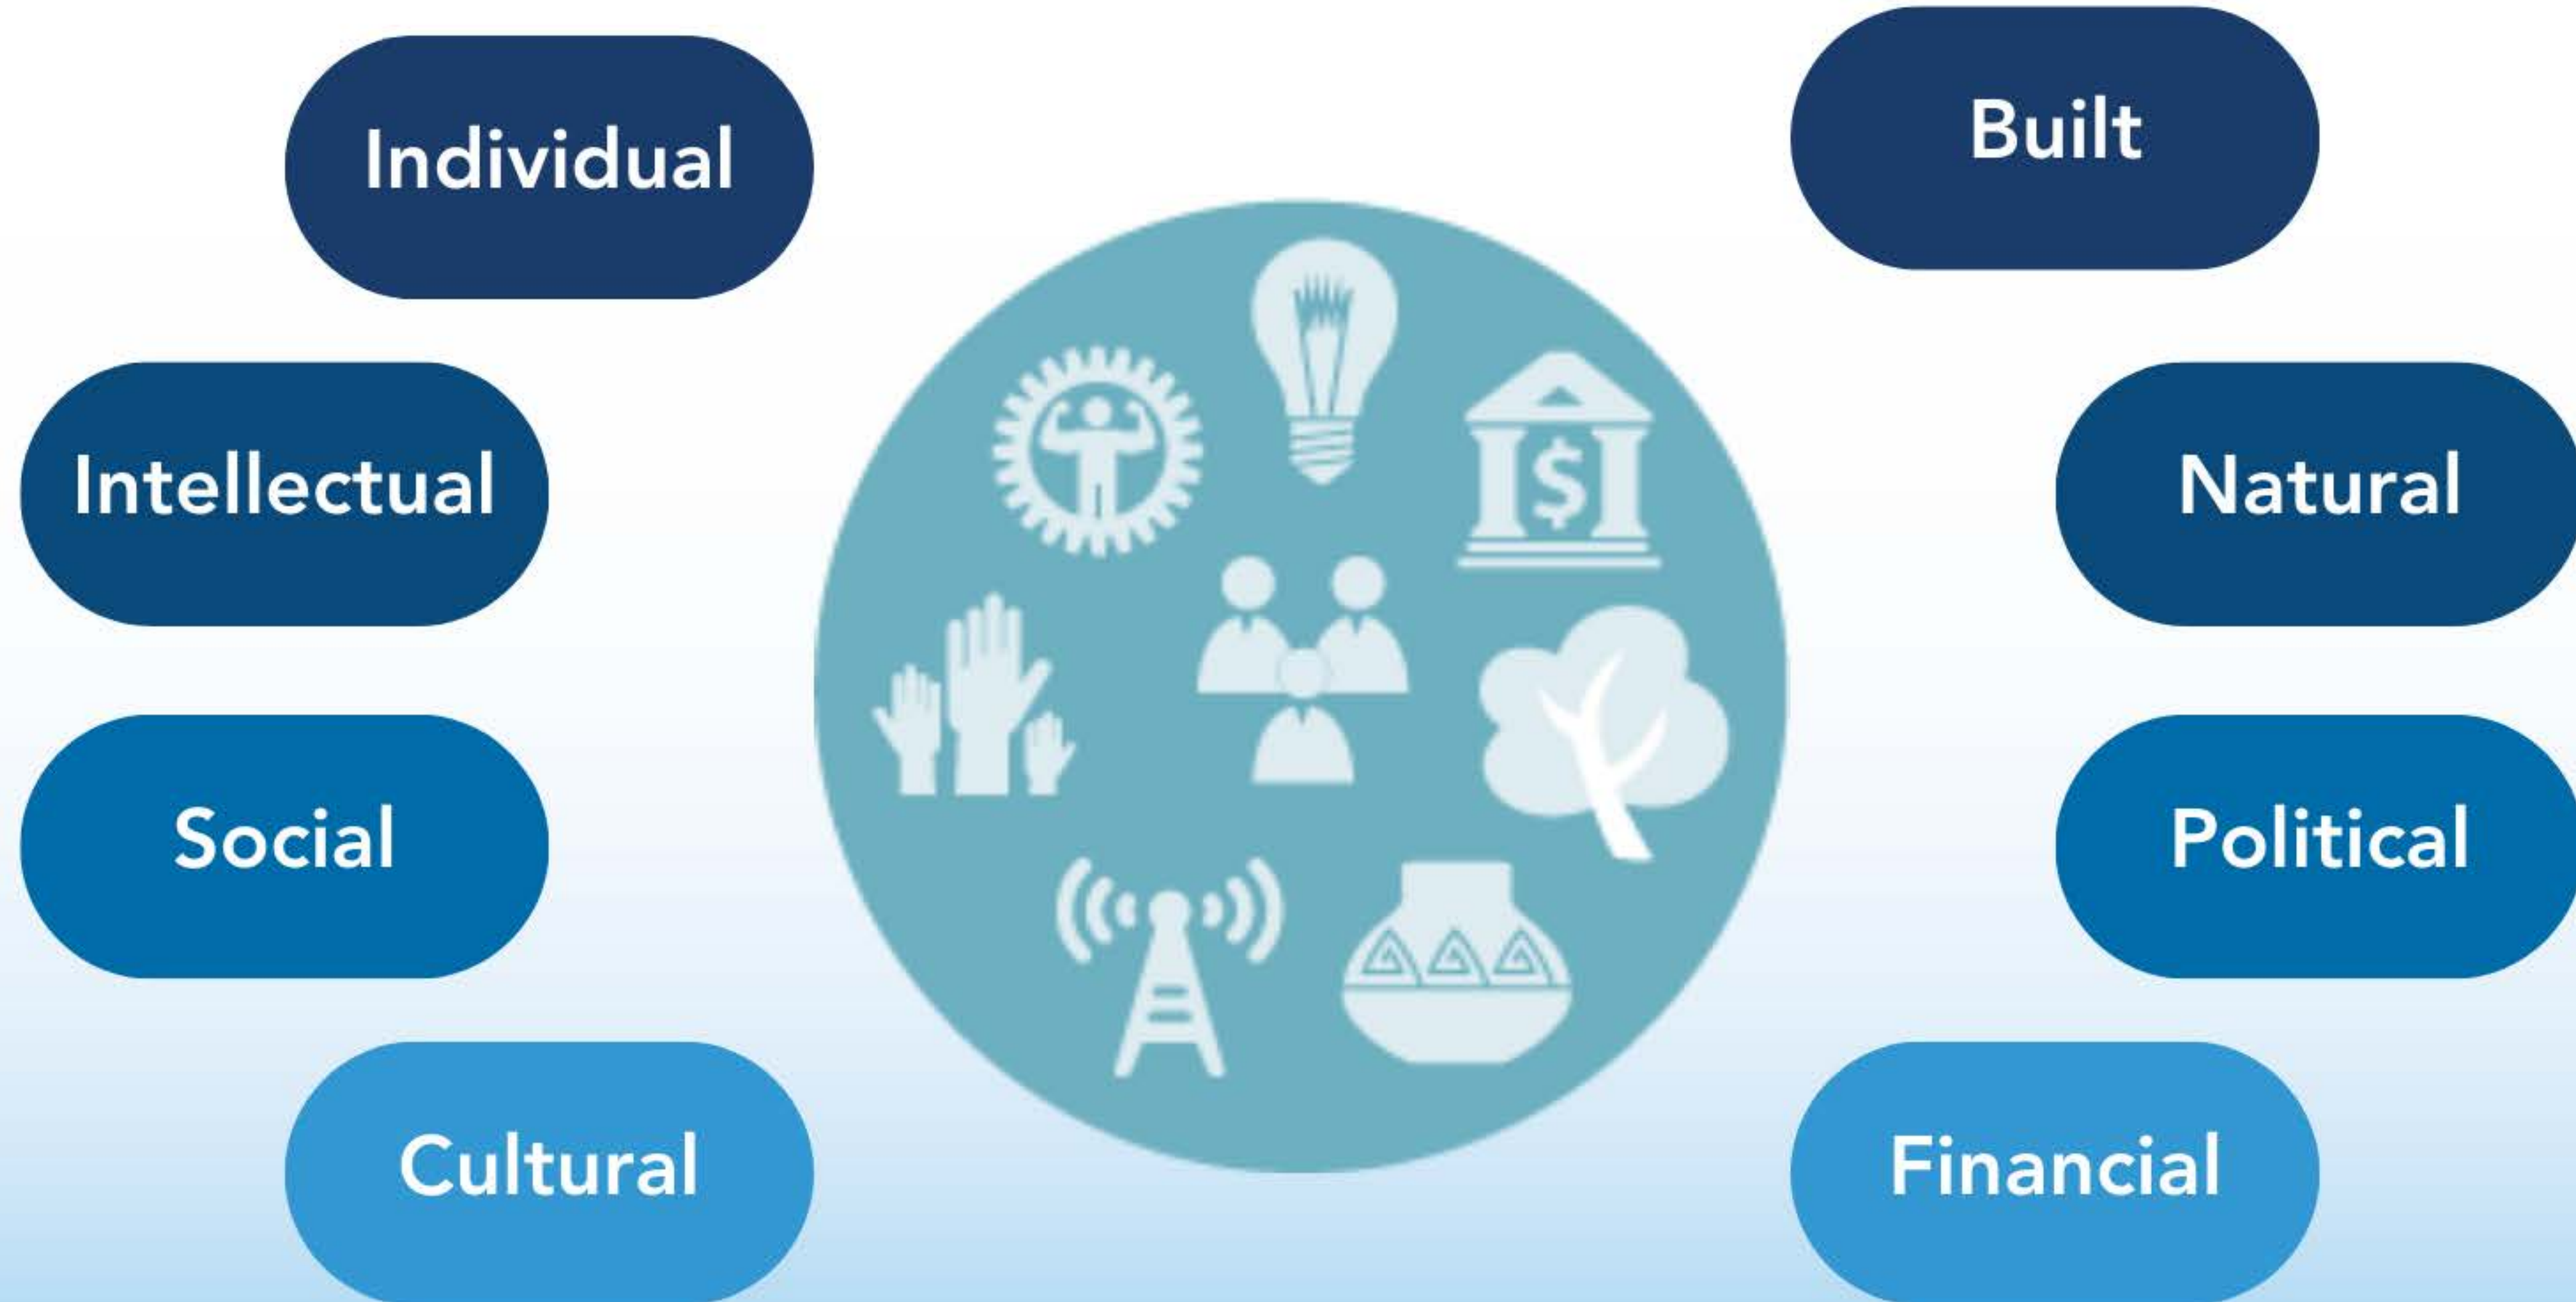 Individual
Intellectual
Social
Cultural
Built
Natural
Political
Financial
$